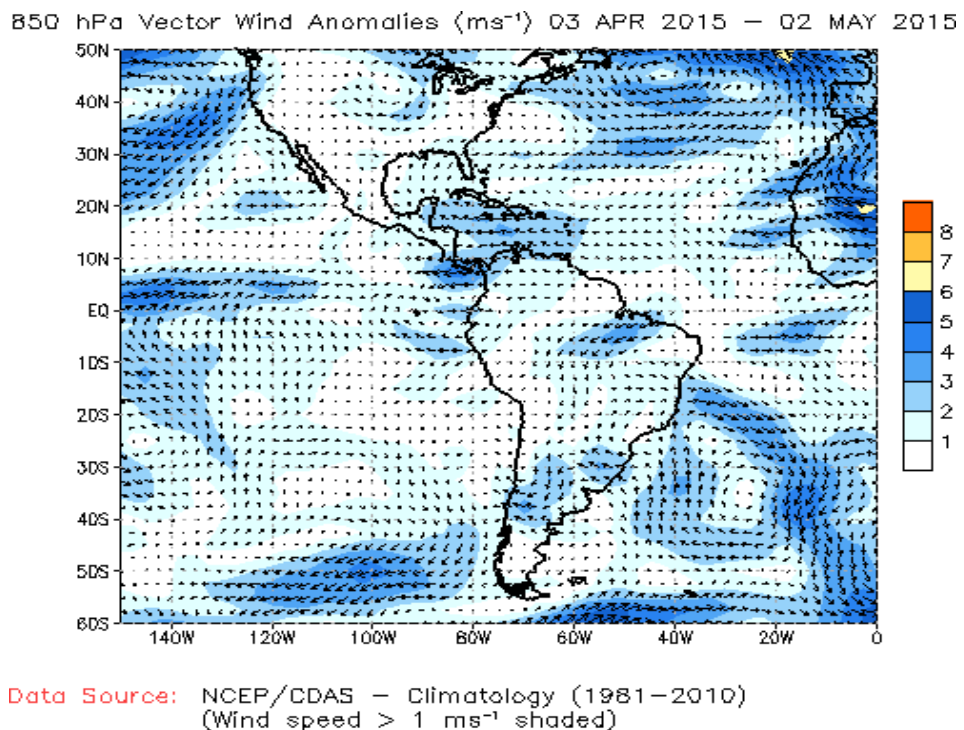 850 hPa Vector Wind Anomalies (ms⁻¹) 03 APR 2015 – 02 MAY 2015
50N
40N
30N
20N
10N
EQ
10S
20S
30S
40S
50S
60S
140W 120W 100W 80W 60W 40W 20W 0
8
7
6
5
4
3
2
1
Data Source: NCEP/CDAS – Climatology (1981–2010)
(Wind speed > 1 ms⁻¹ shaded)